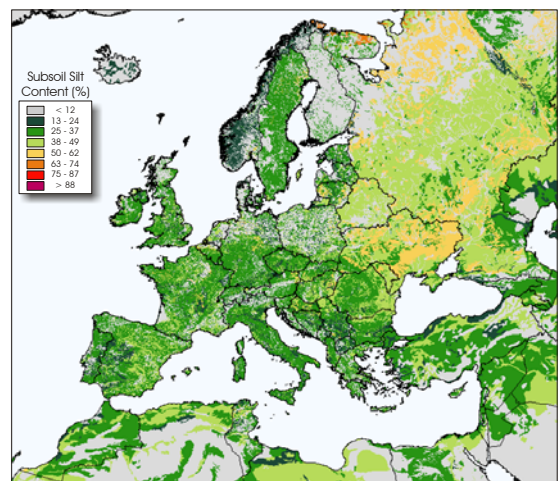 Subsoil Silt
Content (%)
< 12
13 - 24
25 - 37
38 - 49
50 - 62
63 - 74
75 - 87
> 88